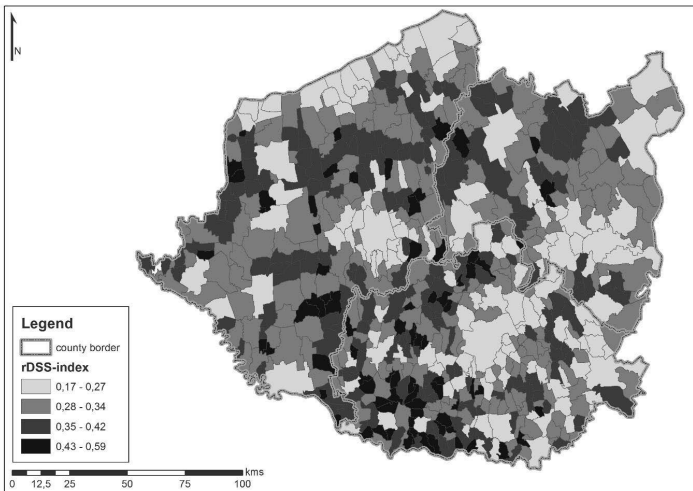 N
Legend
county border
rDSS-index
0,17 - 0,27
0,28 - 0,34
0,35 - 0,42
0,43 - 0,59
kms
0 12,5 25 50 75 100